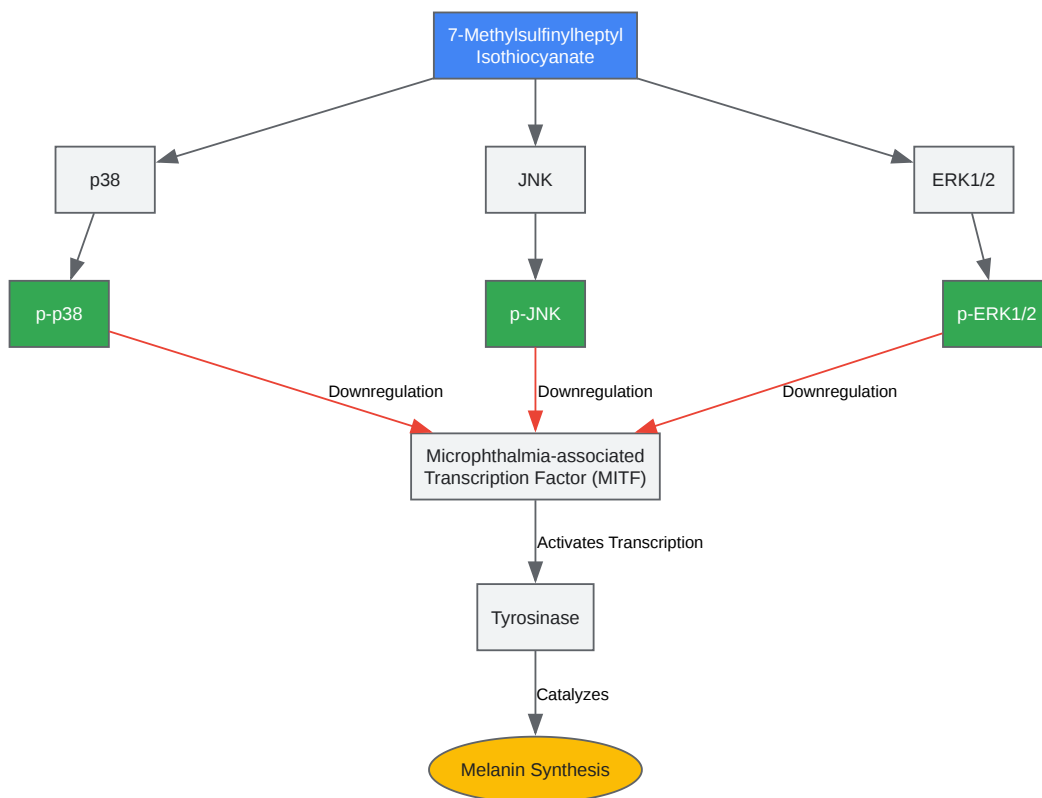 7-Methylsulfinylheptyl
Isothiocyanate
p38
JNK
ERK1/2
p-p38
p-JNK
p-ERK1/2
Downregulation
Downregulation
Downregulation
Microphthalmia-associated
Transcription Factor (MITF)
Activates Transcription
Tyrosinase
Catalyzes
Melanin Synthesis